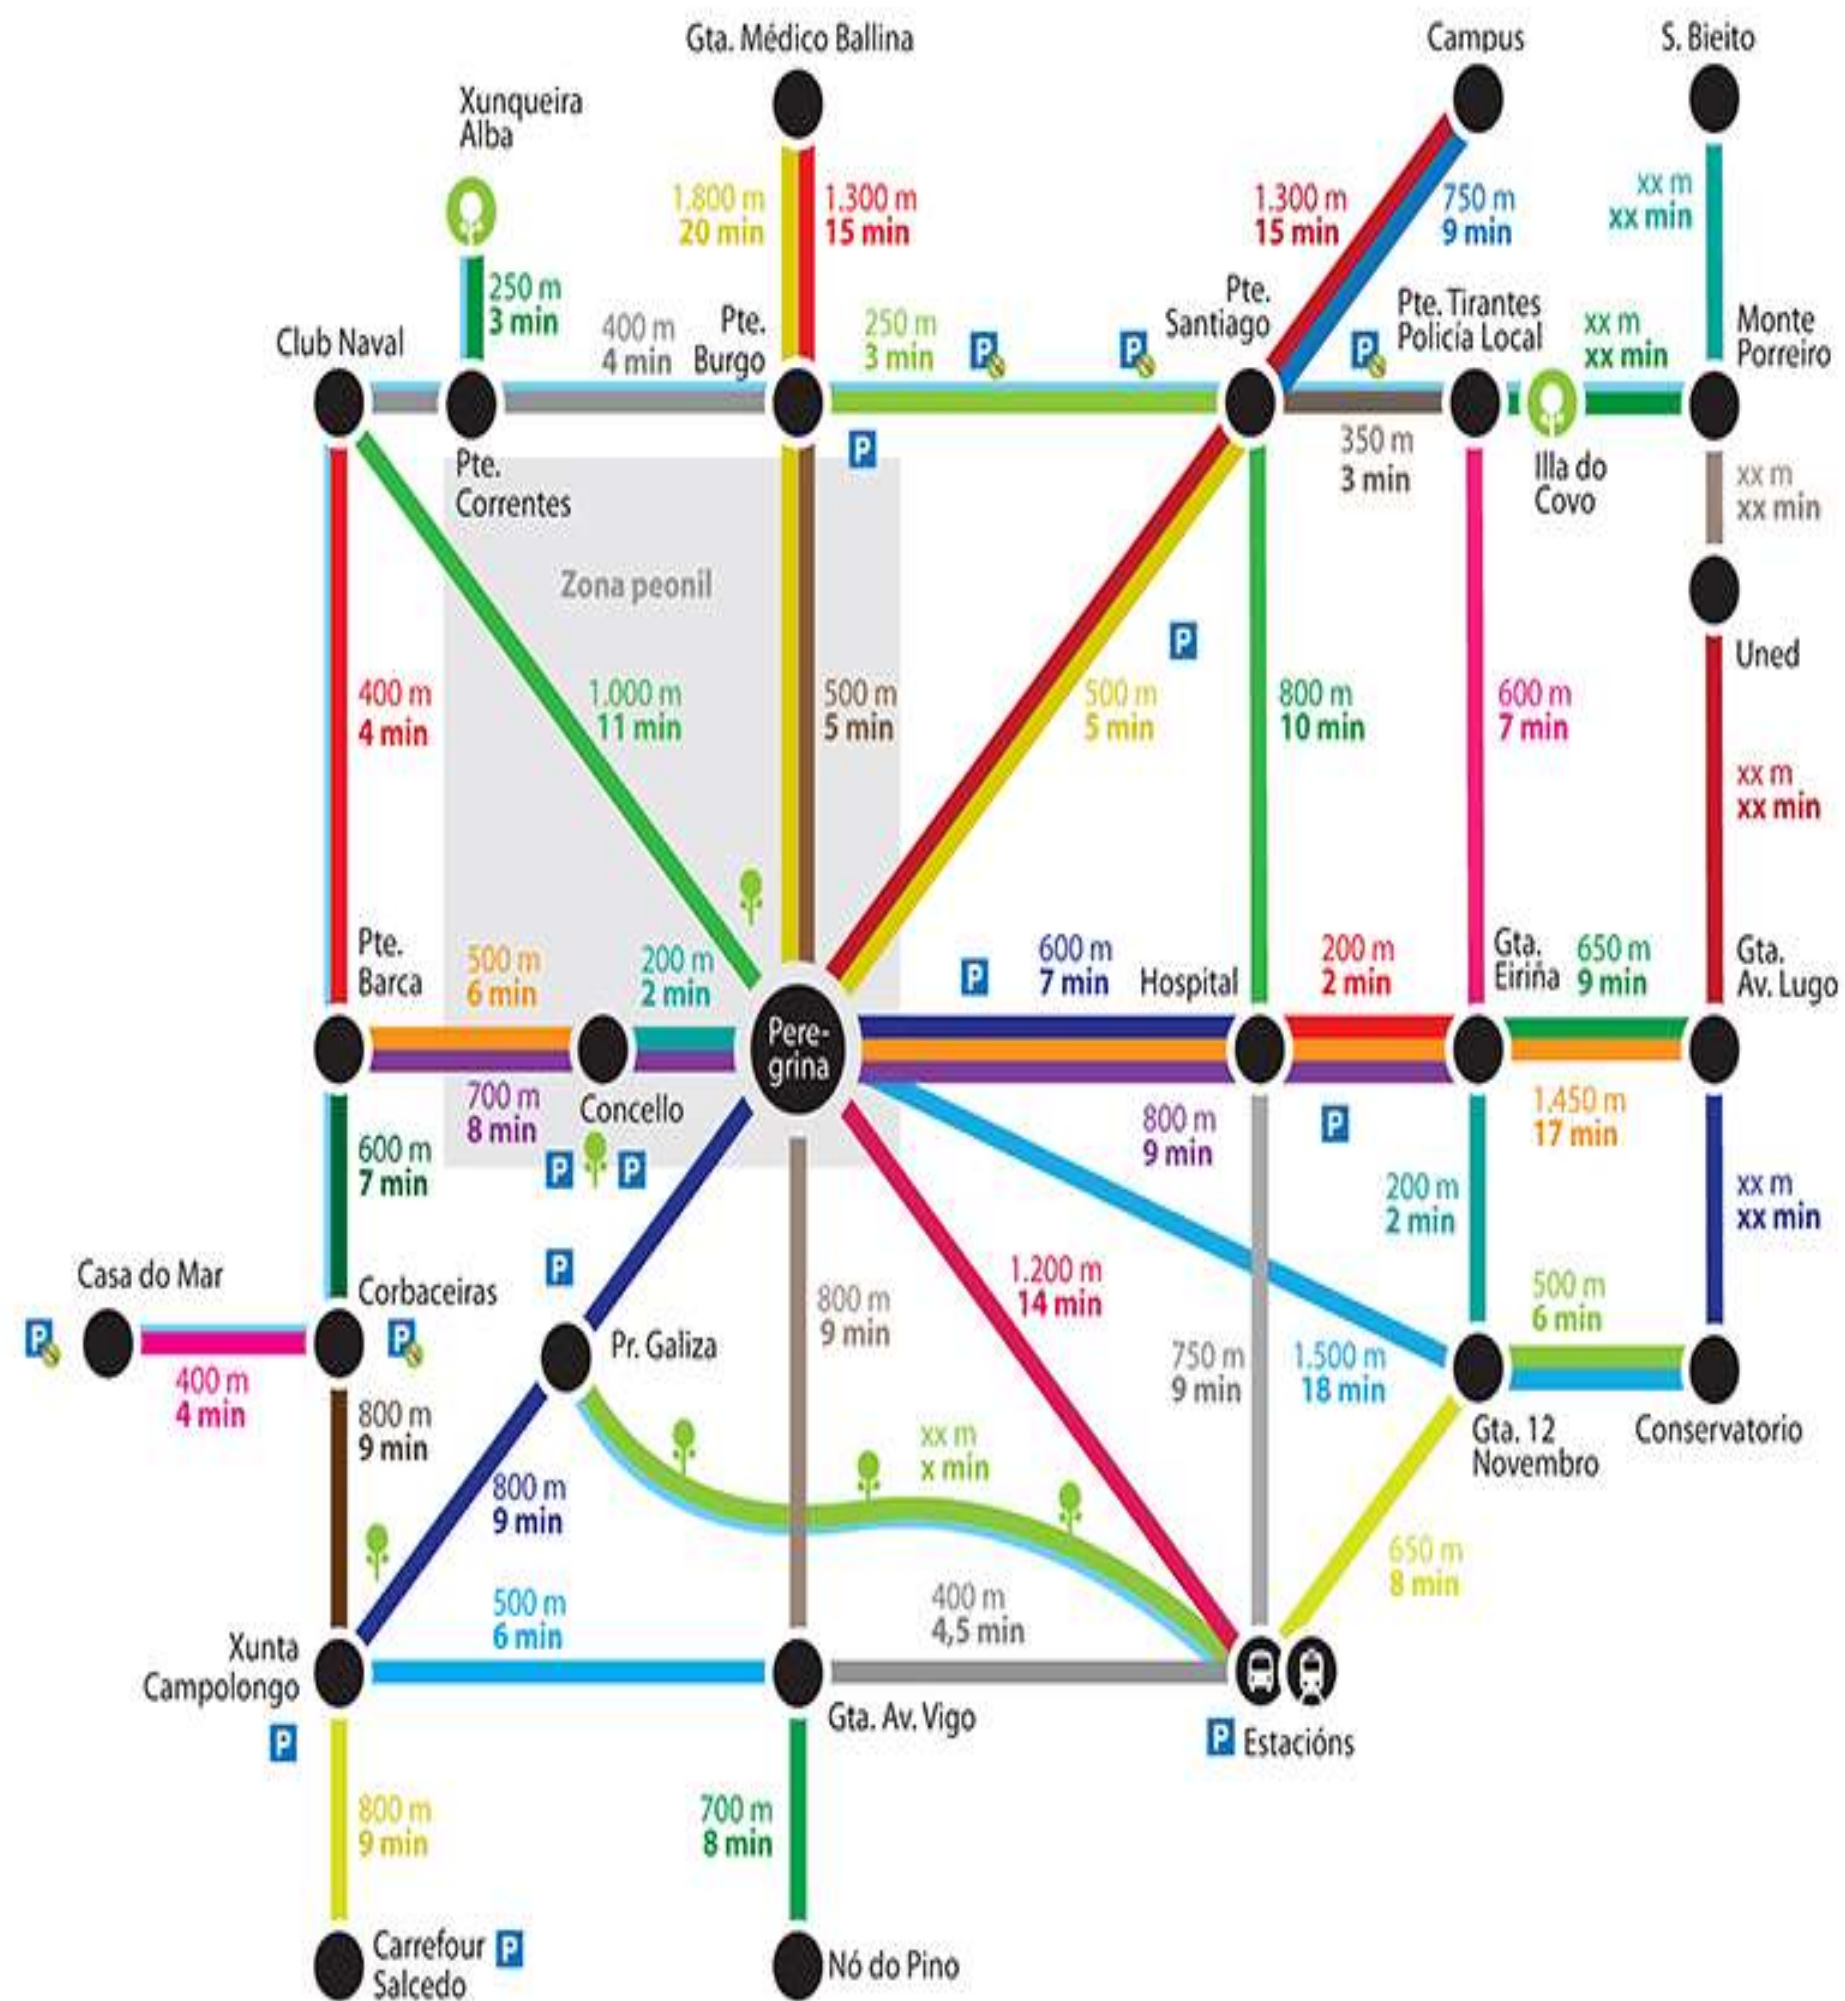 Gta. Médico Ballina
Campus
S. Bieito
Xunqueira
Alba
1.800 m
20 min
1.300 m
15 min
1.300 m
15 min
750 m
9 min
xx m
xx min
250 m
3 min
Club Naval
400 m
4 min
Pte.
Burgo
250 m
3 min
P
P
Pte.
Santiago
P
Pte. Tirantes
Policía Local
xx m
xx min
Monte
Porreiro
P
350 m
3 min
Pte.
Correntes
Illa do
Covo
xx m
xx min
Zona peonil
P
Uned
400 m
4 min
1.000 m
11 min
500 m
5 min
500 m
5 min
800 m
10 min
600 m
7 min
xx m
xx min
Pte.
Barca
500 m
6 min
200 m
2 min
P
600 m
7 min
Hospital
200 m
2 min
Gta.
Eiriña
650 m
9 min
Gta.
Av. Lugo
Pere-
grina
700 m
8 min
Concello
P
P
800 m
9 min
P
1.450 m
17 min
600 m
7 min
200 m
2 min
xx m
xx min
P
Casa do Mar
P
Corbaceiras
P
400 m
4 min
Pr. Galiza
800 m
9 min
1.200 m
14 min
500 m
6 min
750 m
9 min
1.500 m
18 min
800 m
9 min
xx m
x min
Gta. 12
Novembro
Conservatorio
800 m
9 min
650 m
8 min
500 m
6 min
400 m
4,5 min
Xunta
Campolongo
P
Gta. Av. Vigo
P
Estacións
800 m
9 min
700 m
8 min
Carrefour
Salcedo
P
Nó do Pino